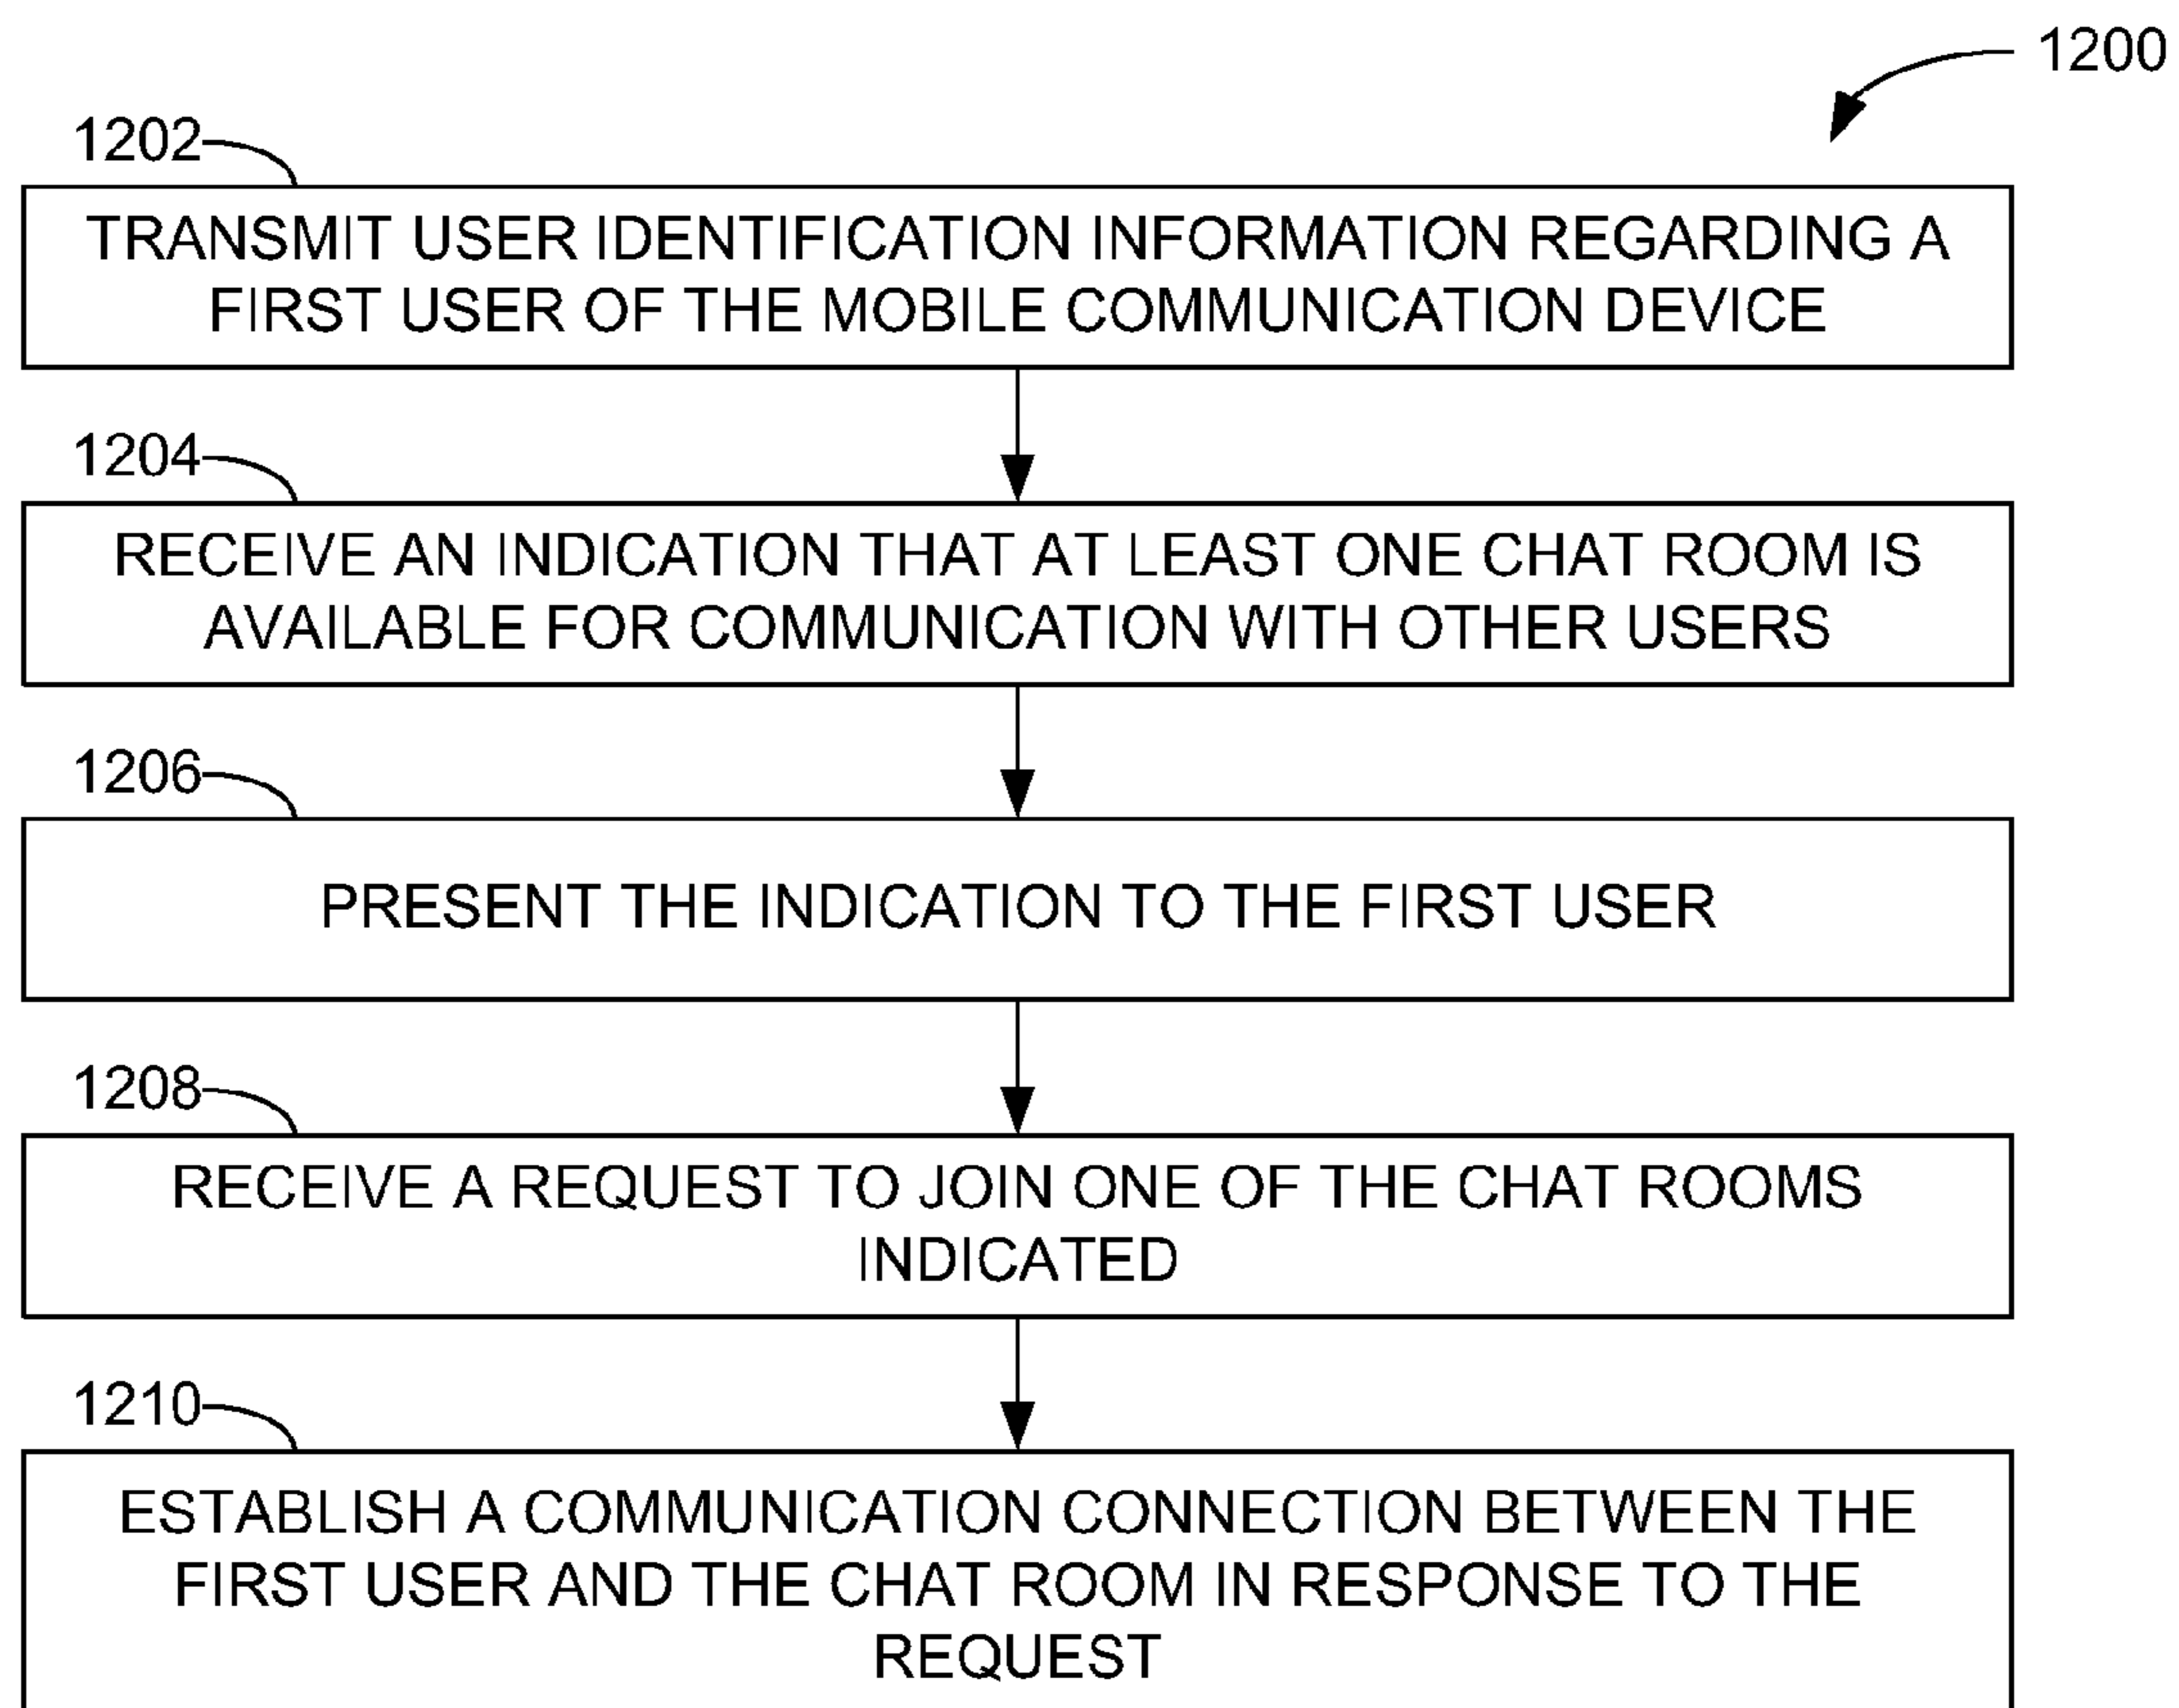 1200
1202
TRANSMIT USER IDENTIFICATION INFORMATION REGARDING A
FIRST USER OF THE MOBILE COMMUNICATION DEVICE
1204
RECEIVE AN INDICATION THAT AT LEAST ONE CHAT ROOM IS
AVAILABLE FOR COMMUNICATION WITH OTHER USERS
1206
PRESENT THE INDICATION TO THE FIRST USER
1208
RECEIVE A REQUEST TO JOIN ONE OF THE CHAT ROOMS
INDICATED
1210
ESTABLISH A COMMUNICATION CONNECTION BETWEEN THE
FIRST USER AND THE CHAT ROOM IN RESPONSE TO THE
REQUEST